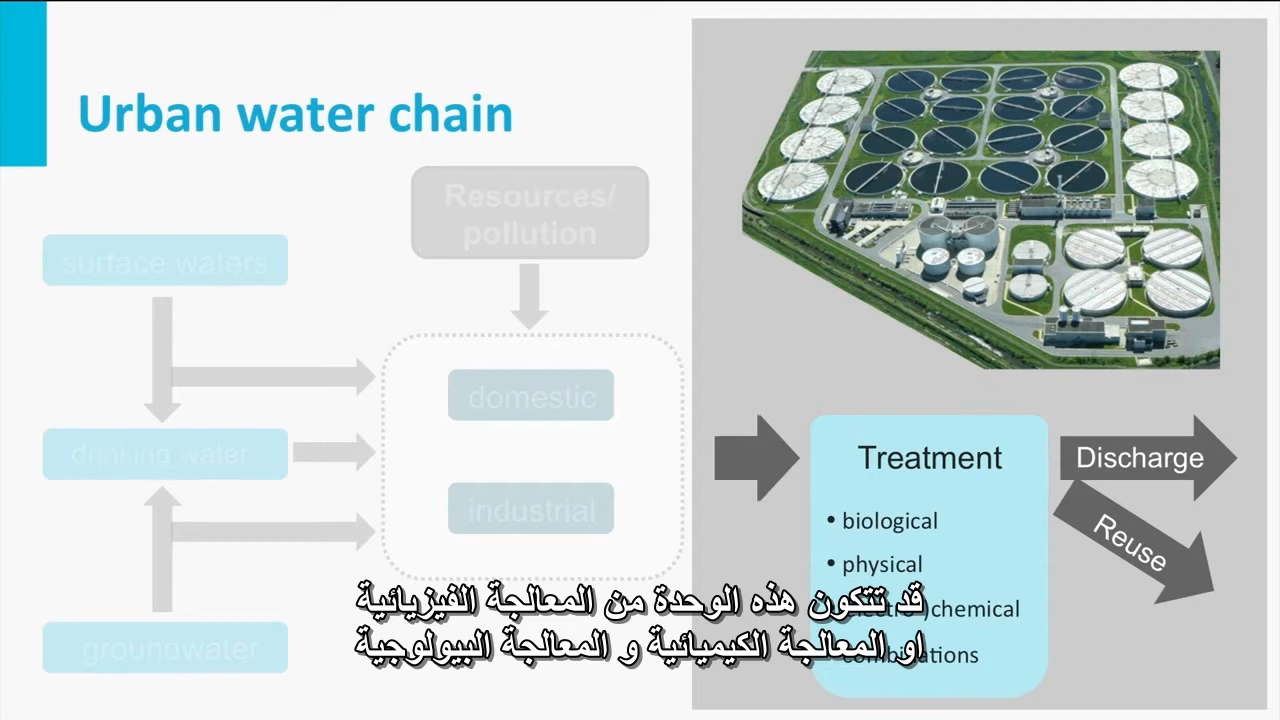 Urban water chain
Resources/
pollution
surface waters
domestic
drinking water
industrial
groundwater
Treatment
• biological
• physical
)chemical
Discharge
Reuse
قد تتكون هذه الوحدة من المعالجة الفيزيائية
او المعالجة الكيميائية و المعالجة البيولوجية